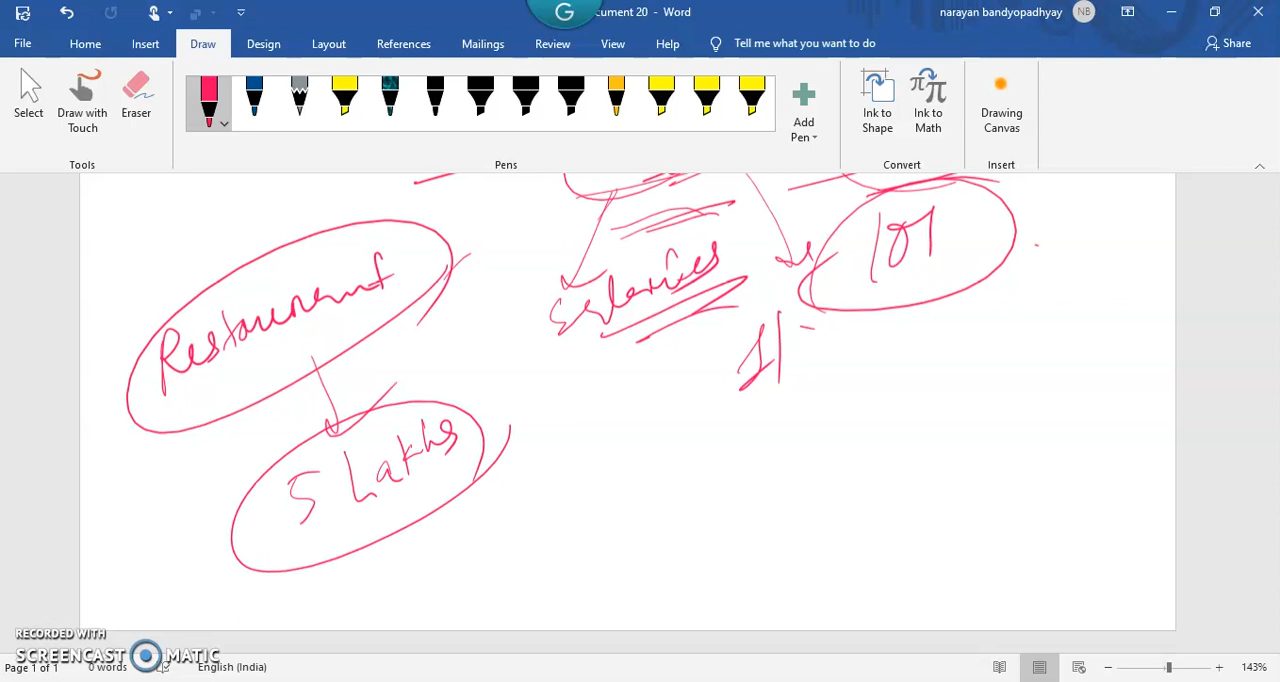 G
cument 20 - Word
narayan bandyopadhyay NB
File Home Insert Draw Design Layout References Mailings Review View Help Tell me what you want to do Share
Select
Draw with Touch
Eraser
Add Pen
Ink to Shape
Ink to Math
Drawing Canvas
Tools Pens Convert Insert
Restaurant
5 Lakhs
RECORDED WITH
SCREENCAST MATIC
Page 1 of 1 0 words English (India) 143%